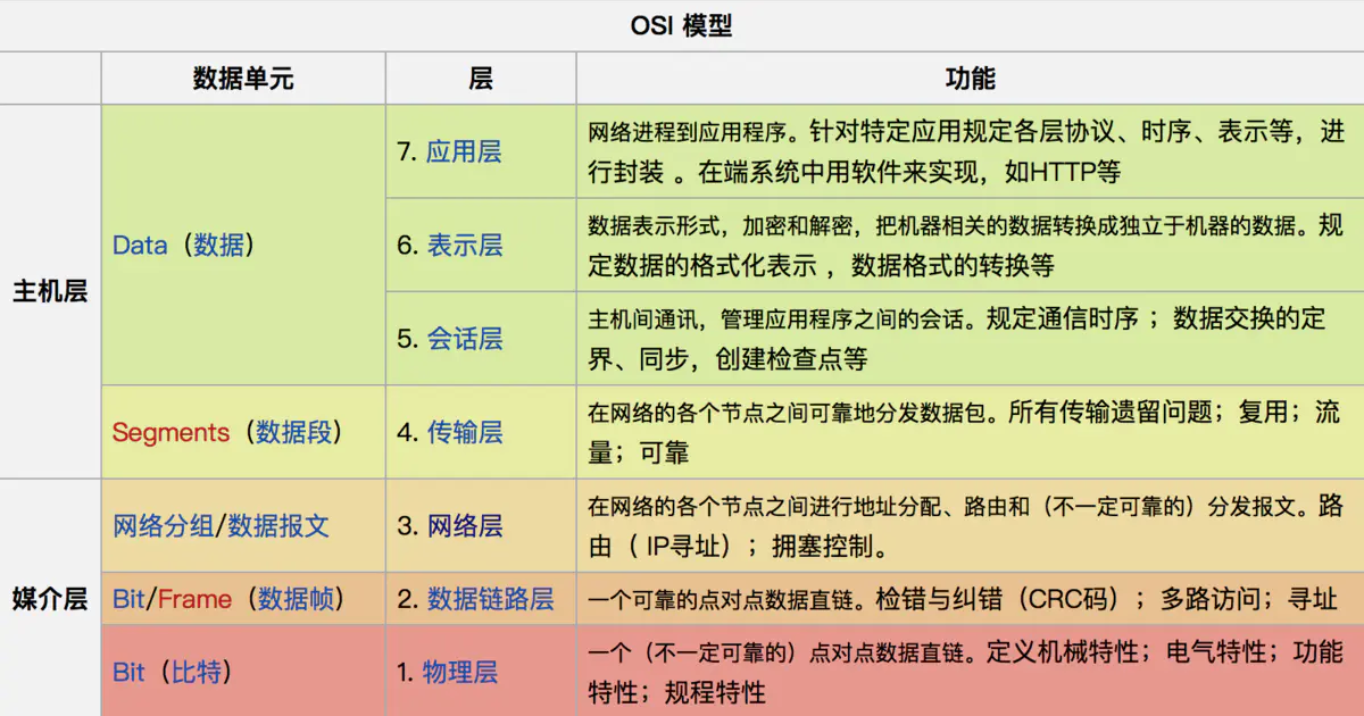 OSI 模型
数据单元 层 功能
主机层
Data（数据）
7. 应用层
网络进程到应用程序。针对特定应用规定各层协议、时序、表示等，进
行封装 。在端系统中用软件来实现，如HTTP等
6. 表示层
数据表示形式，加密和解密，把机器相关的数据转换成独立于机器的数据。规
定数据的格式化表示 ，数据格式的转换等
5. 会话层
主机间通讯，管理应用程序之间的会话。规定通信时序 ；数据交换的定
界、同步，创建检查点等
Segments（数据段）
4. 传输层
在网络的各个节点之间可靠地分发数据包。所有传输遗留问题；复用；流
量；可靠
媒介层
网络分组/数据报文
3. 网络层
在网络的各个节点之间进行地址分配、路由和（不一定可靠的）分发报文。路
由（ IP寻址）；拥塞控制。
Bit/Frame（数据帧）
2. 数据链路层
一个可靠的点对点数据直链。检错与纠错（CRC码）；多路访问；寻址
Bit（比特）
1. 物理层
一个（不一定可靠的）点对点数据直链。定义机械特性；电气特性；功能
特性；规程特性